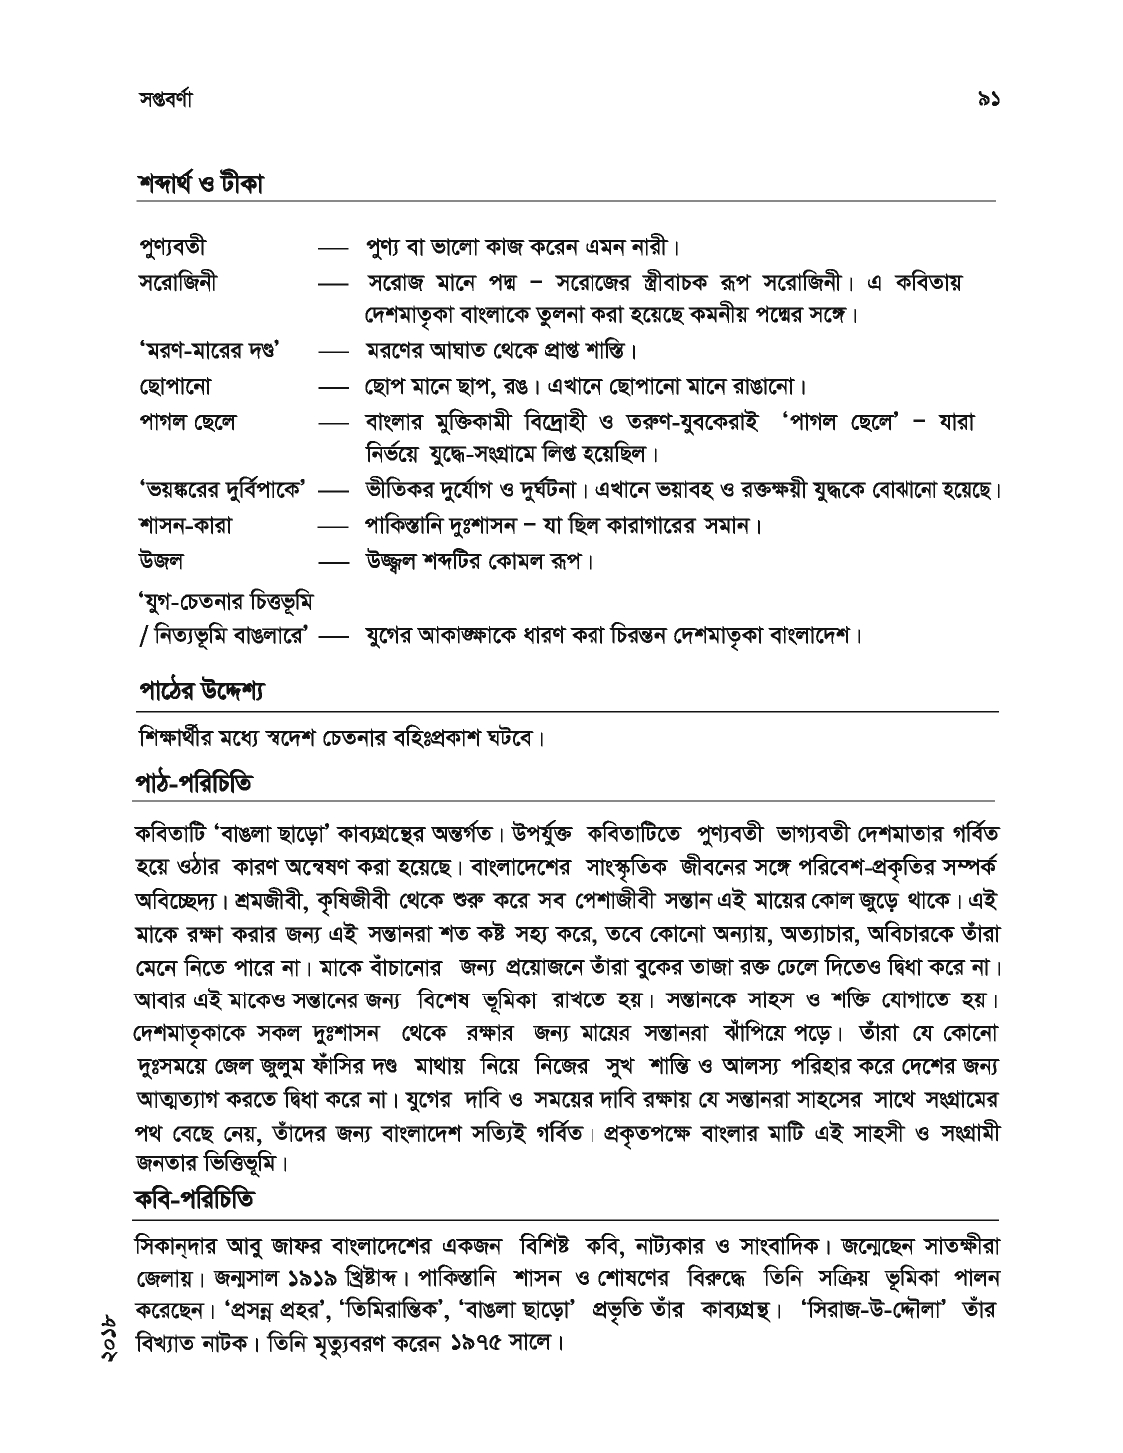 সপ্তবর্ণা ৯১
শব্দার্থ ও টীকা
পুণ্যবতী — পুণ্য বা ভালো কাজ করেন এমন নারী।
সরোজিনী — সরোজ মানে পদ্ম – সরোজের স্ত্রীবাচক রূপ সরোজিনী। এ কবিতায়
দেশমাতৃকা বাংলাকে তুলনা করা হয়েছে কমনীয় পদ্মের সঙ্গে।
‘মরণ-মারের দণ্ড’ — মরণের আঘাত থেকে প্রাপ্ত শাস্তি।
ছোপানো — ছোপ মানে ছাপ, রঙ। এখানে ছোপানো মানে রাঙানো।
পাগল ছেলে — বাংলার মুক্তিকামী বিদ্রোহী ও তরুণ-যুবকেরাই ‘পাগল ছেলে’ – যারা
নির্ভয়ে যুদ্ধে-সংগ্রামে লিপ্ত হয়েছিল।
‘ভয়ঙ্করের দুর্বিপাকে’ — ভীতিকর দুর্যোগ ও দুর্ঘটনা। এখানে ভয়াবহ ও রক্তক্ষয়ী যুদ্ধকে বোঝানো হয়েছে।
শাসন-কারা — পাকিস্তানি দুঃশাসন – যা ছিল কারাগারের সমান।
উজল — উজ্জ্বল শব্দটির কোমল রূপ।
‘যুগ-চেতনার চিত্তভূমি
/ নিত্যভূমি বাঙলারে’ — যুগের আকাঙ্ক্ষাকে ধারণ করা চিরন্তন দেশমাতৃকা বাংলাদেশ।
পাঠের উদ্দেশ্য
শিক্ষার্থীর মধ্যে স্বদেশ চেতনার বহিঃপ্রকাশ ঘটবে।
পাঠ-পরিচিতি
কবিতাটি ‘বাঙলা ছাড়ো’ কাব্যগ্রন্থের অন্তর্গত। উপর্যুক্ত কবিতাটিতে পুণ্যবতী ভাগ্যবতী দেশমাতার গর্বিত
হয়ে ওঠার কারণ অন্বেষণ করা হয়েছে। বাংলাদেশের সাংস্কৃতিক জীবনের সঙ্গে পরিবেশ-প্রকৃতির সম্পর্ক
অবিচ্ছেদ্য। শ্রমজীবী, কৃষিজীবী থেকে শুরু করে সব পেশাজীবী সন্তান এই মায়ের কোল জুড়ে থাকে। এই
মাকে রক্ষা করার জন্য এই সন্তানরা শত কষ্ট সহ্য করে, তবে কোনো অন্যায়, অত্যাচার, অবিচারকে তাঁরা
মেনে নিতে পারে না। মাকে বাঁচানোর জন্য প্রয়োজনে তাঁরা বুকের তাজা রক্ত ঢেলে দিতেও দ্বিধা করে না।
আবার এই মাকেও সন্তানের জন্য বিশেষ ভূমিকা রাখতে হয়। সন্তানকে সাহস ও শক্তি যোগাতে হয়।
দেশমাতৃকাকে সকল দুঃশাসন থেকে রক্ষার জন্য মায়ের সন্তানরা ঝাঁপিয়ে পড়ে। তাঁরা যে কোনো
দুঃসময়ে জেল জুলুম ফাঁসির দণ্ড মাথায় নিয়ে নিজের সুখ শান্তি ও আলস্য পরিহার করে দেশের জন্য
আত্মত্যাগ করতে দ্বিধা করে না। যুগের দাবি ও সময়ের দাবি রক্ষায় যে সন্তানরা সাহসের সাথে সংগ্রামের
পথ বেছে নেয়, তাঁদের জন্য বাংলাদেশ সত্যিই গর্বিত। প্রকৃতপক্ষে বাংলার মাটি এই সাহসী ও সংগ্রামী
জনতার ভিত্তিভূমি।
কবি-পরিচিতি
সিকান্‌দার আবু জাফর বাংলাদেশের একজন বিশিষ্ট কবি, নাট্যকার ও সাংবাদিক। জন্মেছেন সাতক্ষীরা
জেলায়। জন্মসাল ১৯১৯ খ্রিষ্টাব্দ। পাকিস্তানি শাসন ও শোষণের বিরুদ্ধে তিনি সক্রিয় ভূমিকা পালন
করেছেন। ‘প্রসন্ন প্রহর’, ‘তিমিরান্তিক’, ‘বাঙলা ছাড়ো’ প্রভৃতি তাঁর কাব্যগ্রন্থ। ‘সিরাজ-উ-দ্দৌলা’ তাঁর
বিখ্যাত নাটক। তিনি মৃত্যুবরণ করেন ১৯৭৫ সালে।
২০১৮